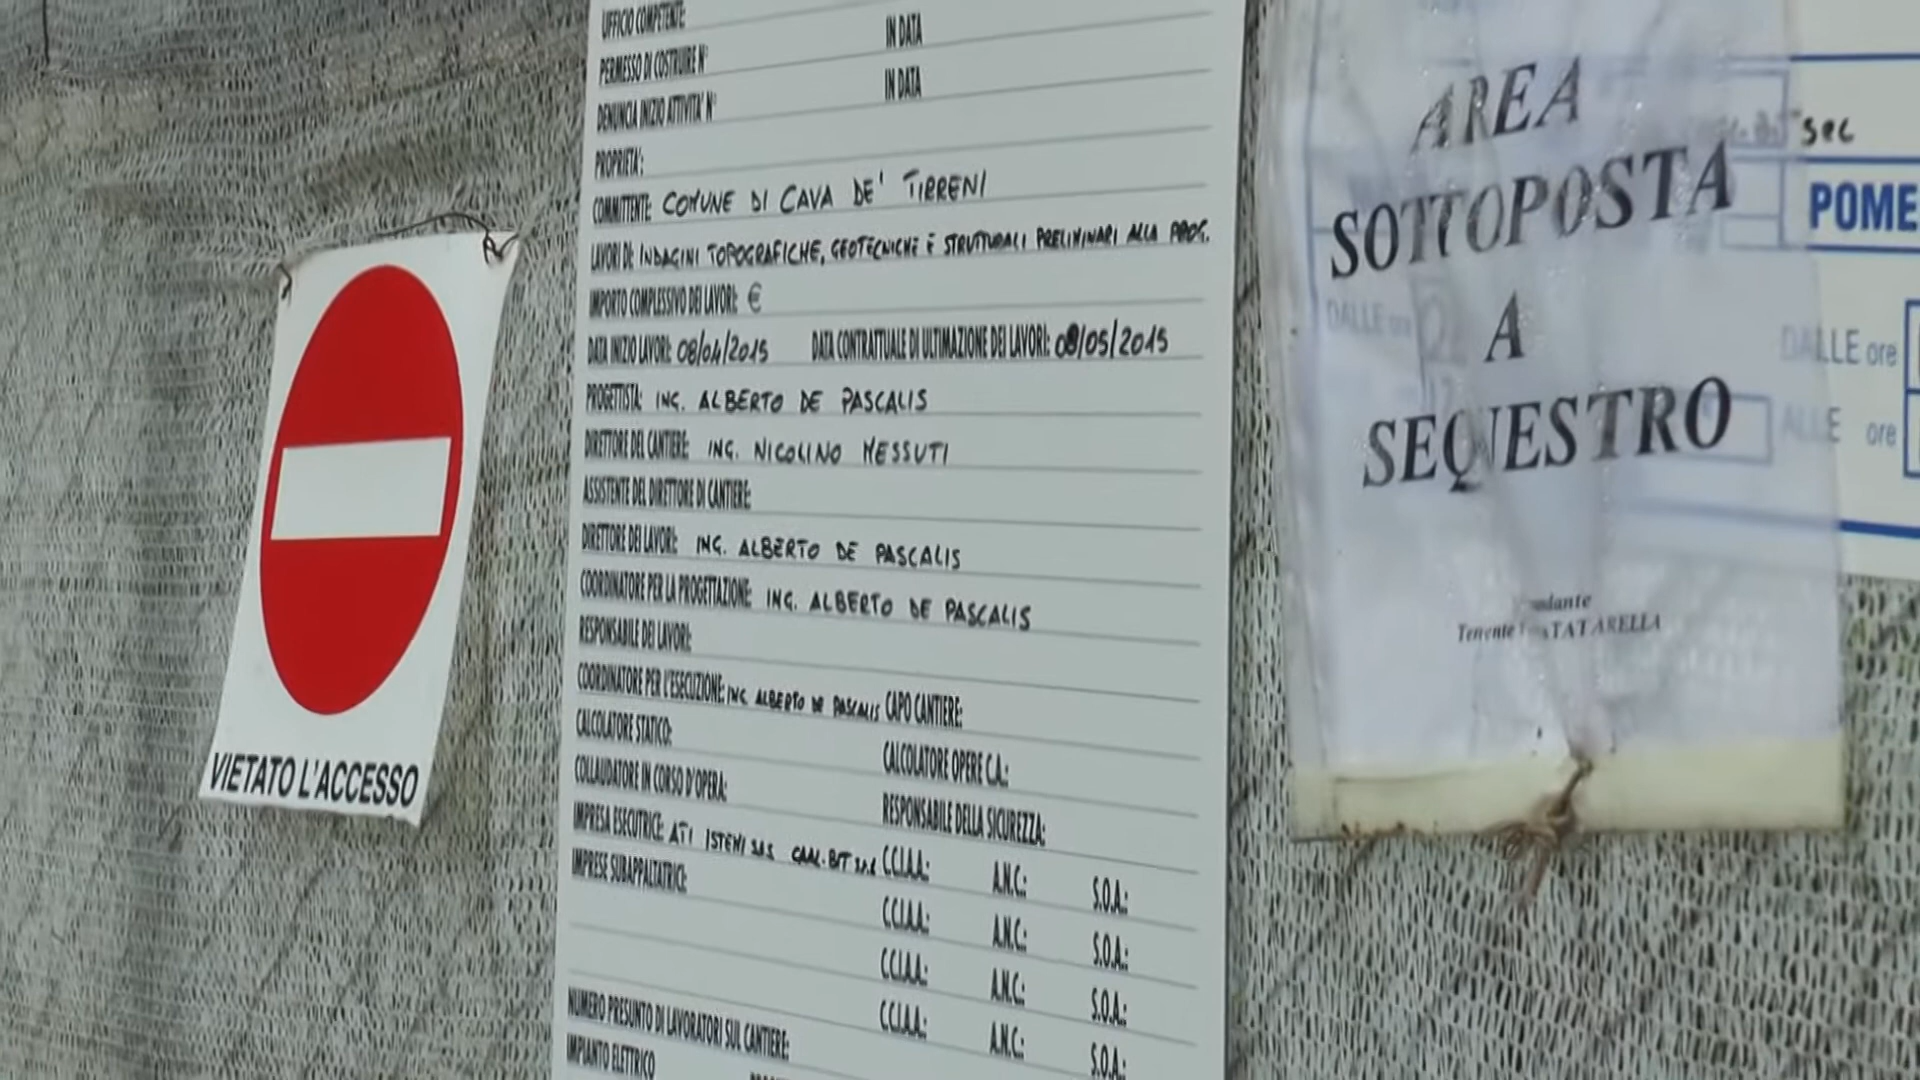 VIETATO L'ACCESSO
UFFICIO COMPETENTE:
IN DATA
PERMESSO DI COSTRUIRE N°
IN DATA
DENUNCIA INIZIO ATTIVITA' N°
PROPRIETA':
COMMITTENTE: COMUNE DI CAVA DE' TIRRENI
LAVORI DI: INDAGINI TOPOGRAFICHE, GEOTECNICHE E STRUTTURALI PRELIMINARI ALLA PROG.
IMPORTO COMPLESSIVO DEI LAVORI: €
DATA INIZIO LAVORI: 08/04/2015 DATA CONTRATTUALE DI ULTIMAZIONE DEI LAVORI: 08/05/2015
PROGETTISTA: ING. ALBERTO DE PASCALIS
DIRETTORE DEL CANTIERE: ING. NICOLINO MESSUTI
ASSISTENTE DEL DIRETTORE DI CANTIERE:
DIRETTORE DEI LAVORI: ING. ALBERTO DE PASCALIS
COORDINATORE PER LA PROGETTAZIONE: ING. ALBERTO DE PASCALIS
RESPONSABILE DEI LAVORI:
COORDINATORE PER L'ESECUZIONE: ING ALBERTO DE PASCALIS CAPO CANTIERE:
CALCOLATORE STATICO:
CALCOLATORE OPERE C.A.:
COLLAUDATORE IN CORSO D'OPERA:
RESPONSABILE DELLA SICUREZZA:
IMPRESA ESECUTRICE: ATI ISTEMI SAS C.C.I.A.A.: A.N.C.: S.O.A.:
IMPRESE SUBAPPALTATRICI:
C.C.I.A.A.: A.N.C.: S.O.A.:
C.C.I.A.A.: A.N.C.: S.O.A.:
C.C.I.A.A.: A.N.C.: S.O.A.:
NUMERO PRESUNTO DI LAVORATORI SUL CANTIERE:
IMPIANTO ELETTRICO
AREA
SOTTOPOSTA
A
SEQUESTRO
Tenente TATARELLA
sec
POME
DALLE ore
DALLE ore
ALLE ore